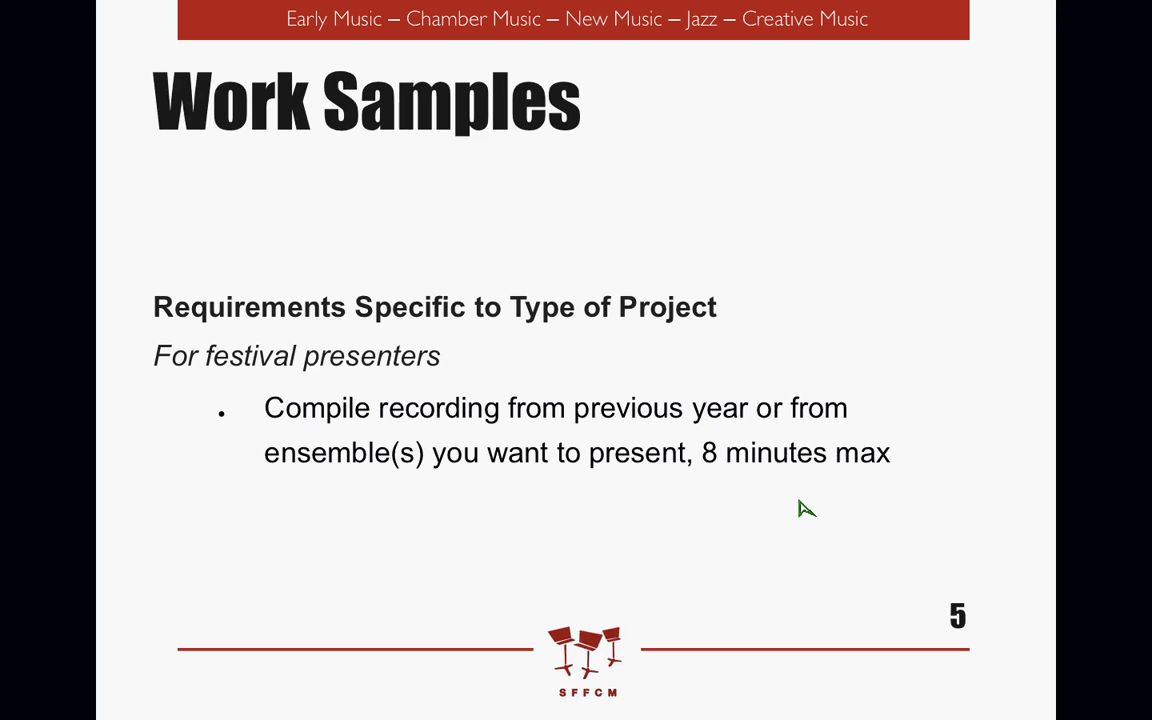 Early Music – Chamber Music – New Music – Jazz – Creative Music
Work Samples
Requirements Specific to Type of Project
For festival presenters
• Compile recording from previous year or from
ensemble(s) you want to present, 8 minutes max
5
SFFCM